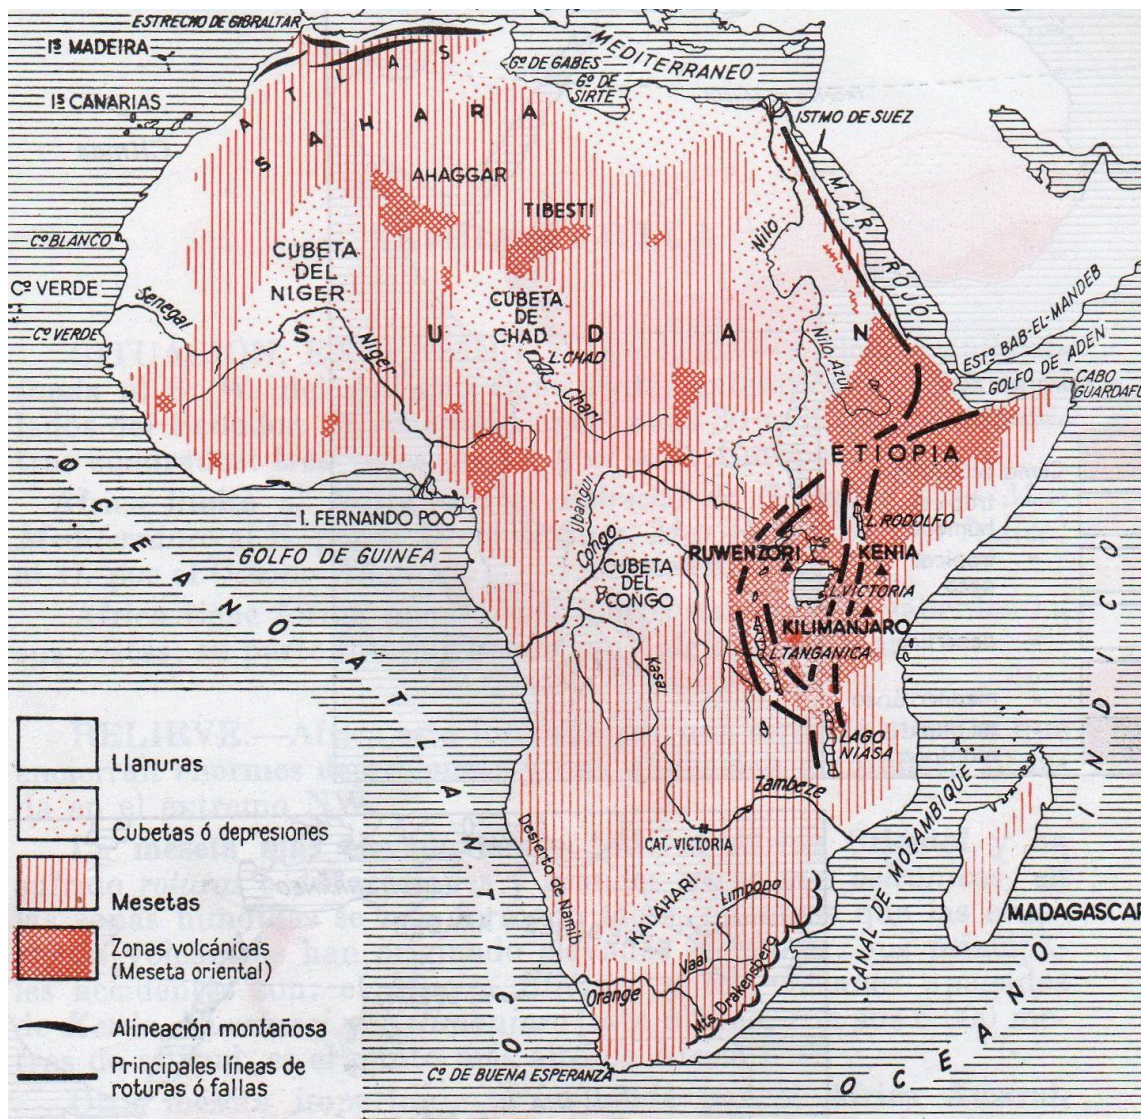 ESTRECHO DE GIBRALTAR
Iˢ MADEIRA
Iˢ CANARIAS
MEDITERRANEO
Gº DE GABES
Gº DE SIRTE
ISTMO DE SUEZ
ATLAS
SAHARA
AHAGGAR
TIBESTI
MAR ROJO
Nilo
Cº BLANCO
Cº VERDE
Cº VERDE
Senegal
CUBETA DEL NIGER
Niger
CUBETA DE CHAD
L. CHAD
Chari
SUDAN
Nilo Azul
ESTº BAB-EL-MANDEB
GOLFO DE ADEN
CABO GUARDAFU
ETIOPIA
I. FERNANDO POO
GOLFO DE GUINEA
Ubangui
Congo
CUBETA DEL CONGO
RUWENZORI
L. RODOLFO
KENIA
L. VICTORIA
KILIMANJARO
L. TANGANICA
Kasai
LAGO NIASA
Zambeze
OCEANO ATLANTICO
OCEANO INDICO
CANAL DE MOZAMBIQUE
MADAGASCAR
CAT. VICTORIA
Desierto de Namib
KALAHARI
Limpopo
Vaal
Orange
Mts Drakensberg
Cº DE BUENA ESPERANZA
Llanuras
Cubetas ó depresiones
Mesetas
Zonas volcánicas
(Meseta oriental)
Alineación montañosa
Principales líneas de
roturas ó fallas